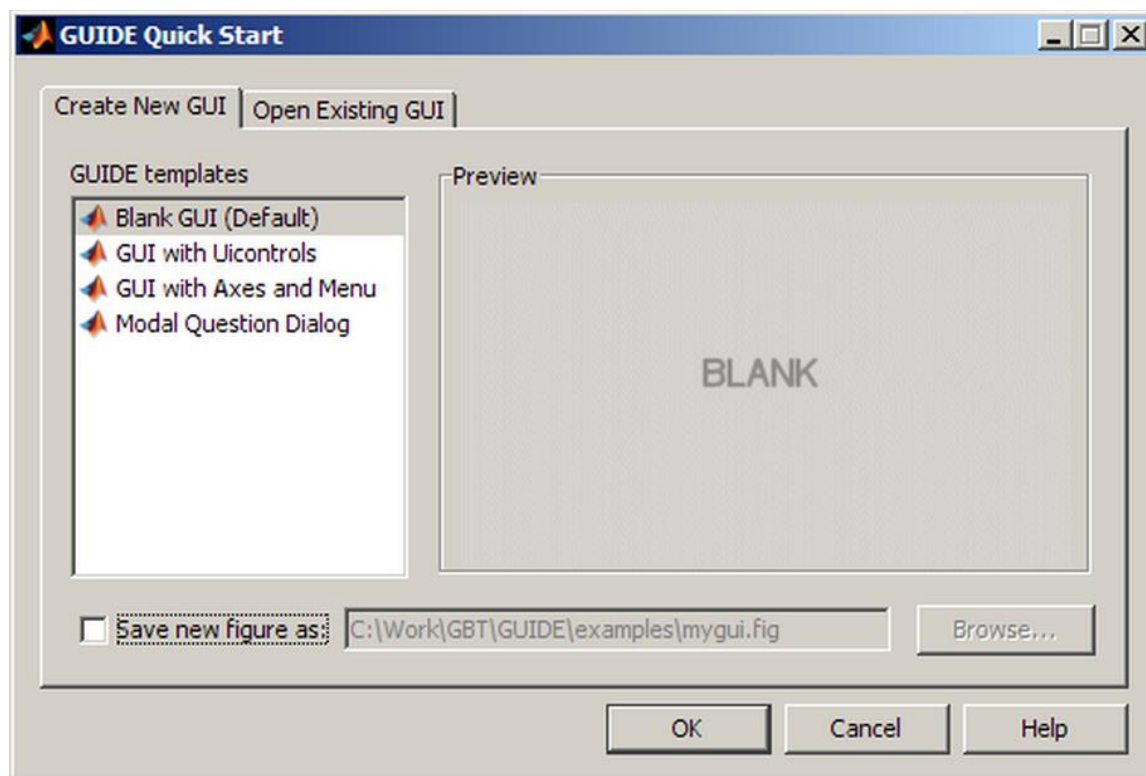 GUIDE Quick Start
Create New GUI
Open Existing GUI
GUIDE templates
Blank GUI (Default)
GUI with Uicontrols
GUI with Axes and Menu
Modal Question Dialog
Preview
BLANK
Save new figure as:
C:\Work\GBT\GUIDE\examples\mygui.fig
Browse...
OK
Cancel
Help